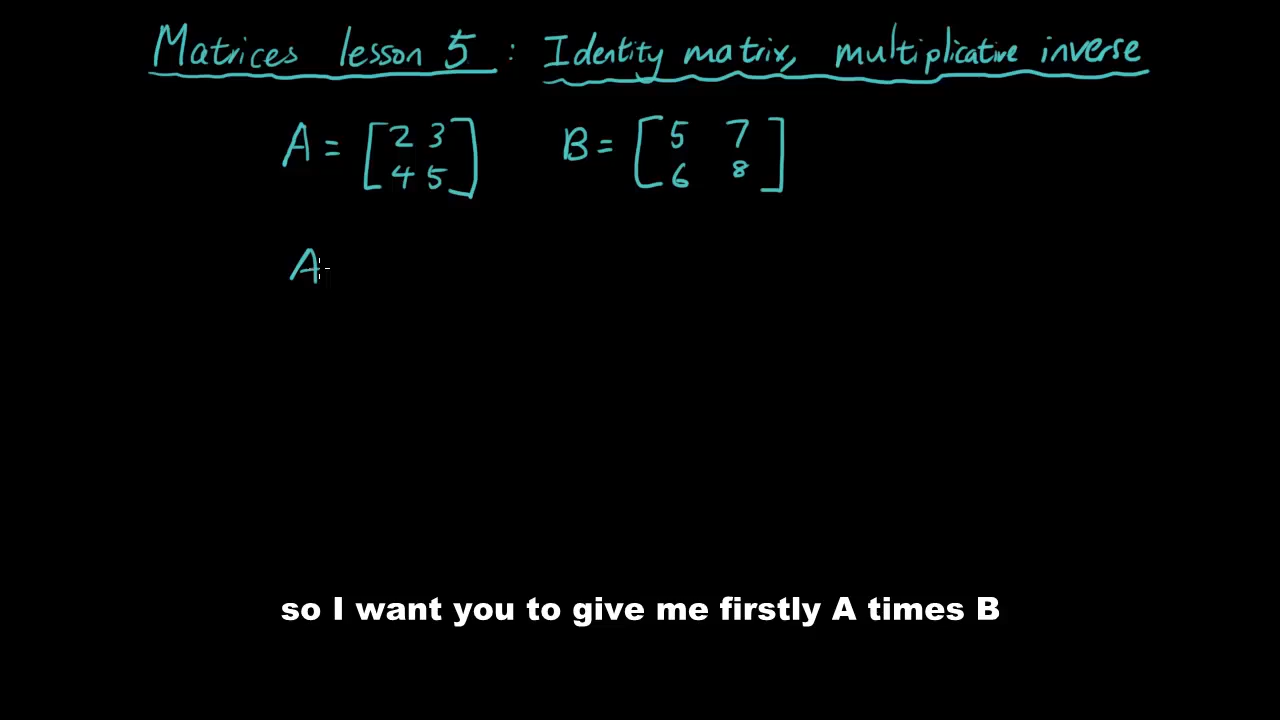 Matrices lesson 5 : Identity matrix, multiplicative inverse
A = [2 3 B = [5 7
4 5] 6 8]
A
so I want you to give me firstly A times B